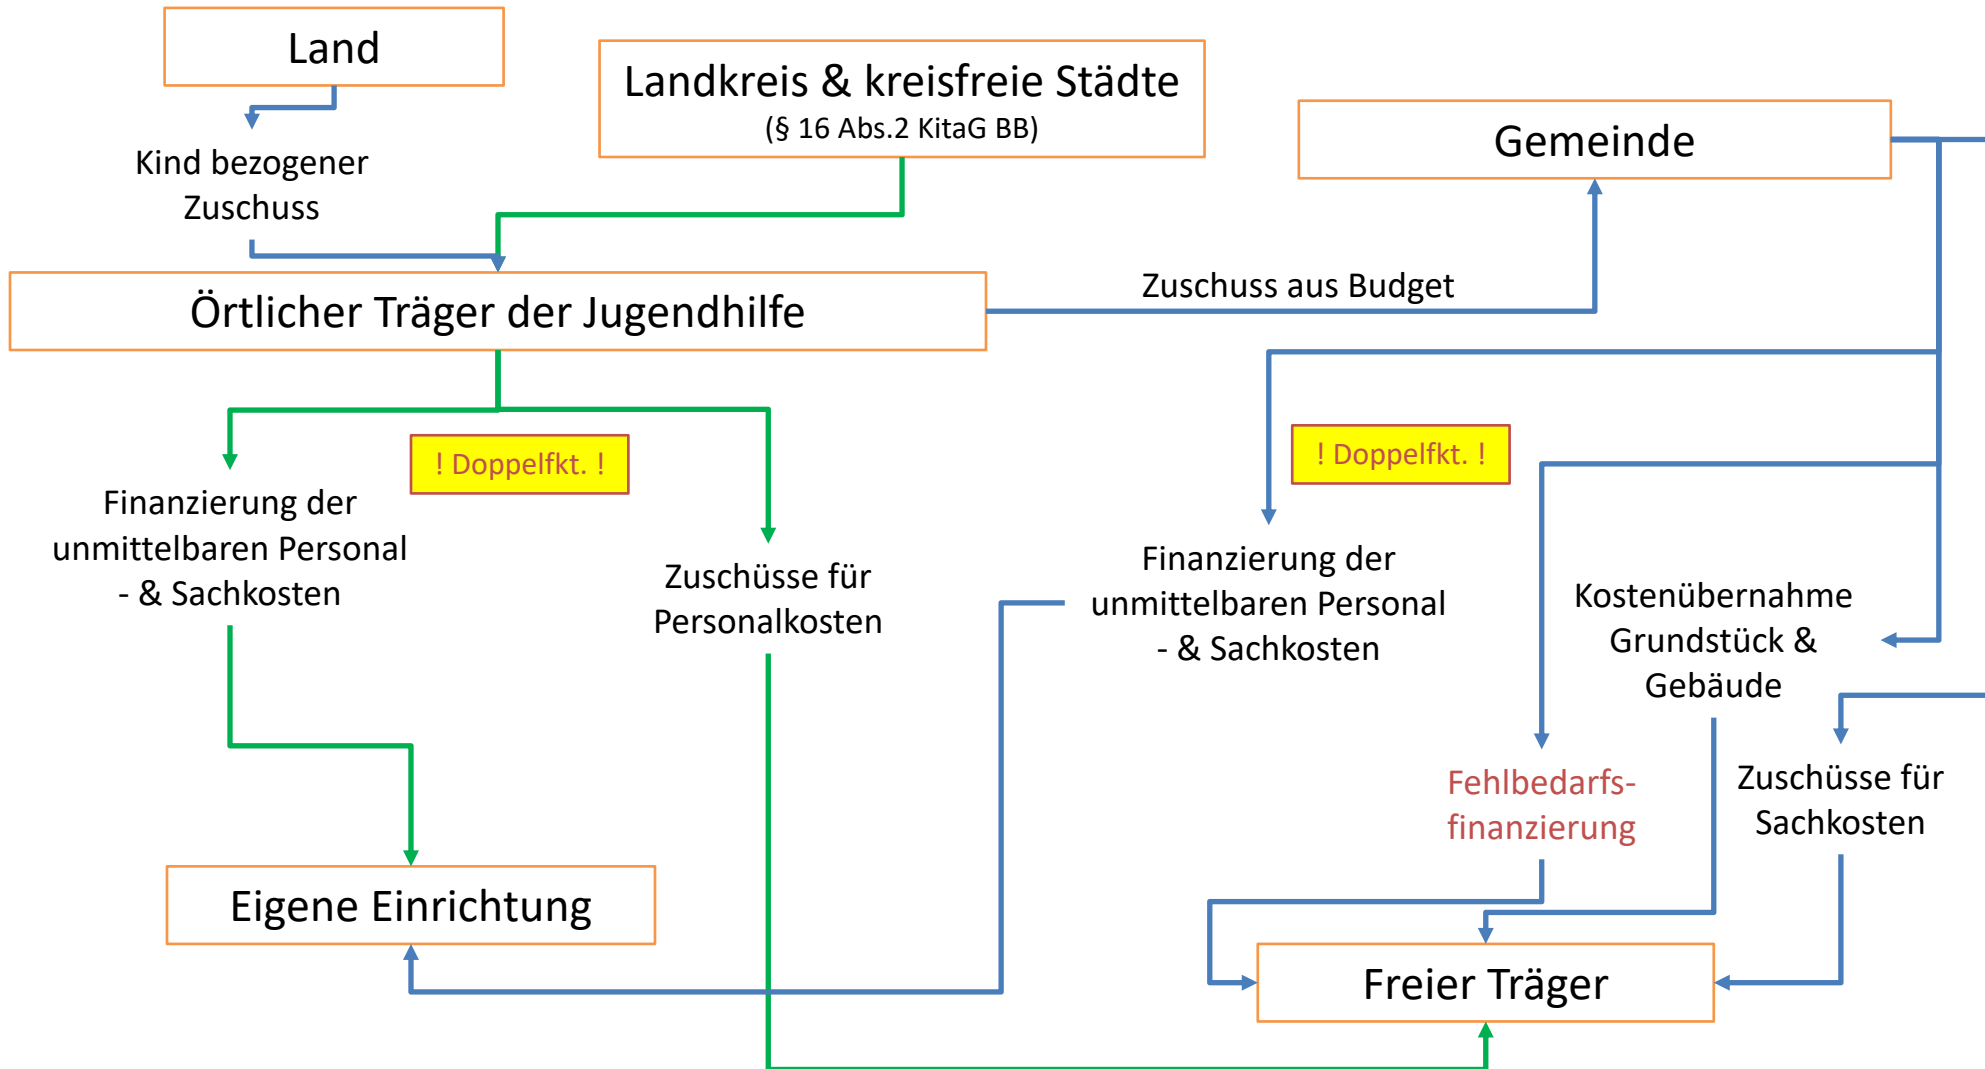 Land
Landkreis & kreisfreie Städte
(§ 16 Abs.2 KitaG BB)
Gemeinde
Kind bezogener
Zuschuss
Zuschuss aus Budget
Örtlicher Träger der Jugendhilfe
! Doppelfkt. !
! Doppelfkt. !
Finanzierung der
unmittelbaren Personal
- & Sachkosten
Zuschüsse für
Personalkosten
Finanzierung der
unmittelbaren Personal
- & Sachkosten
Kostenübernahme
Grundstück &
Gebäude
Fehlbedarfs-
finanzierung
Zuschüsse für
Sachkosten
Eigene Einrichtung
Freier Träger